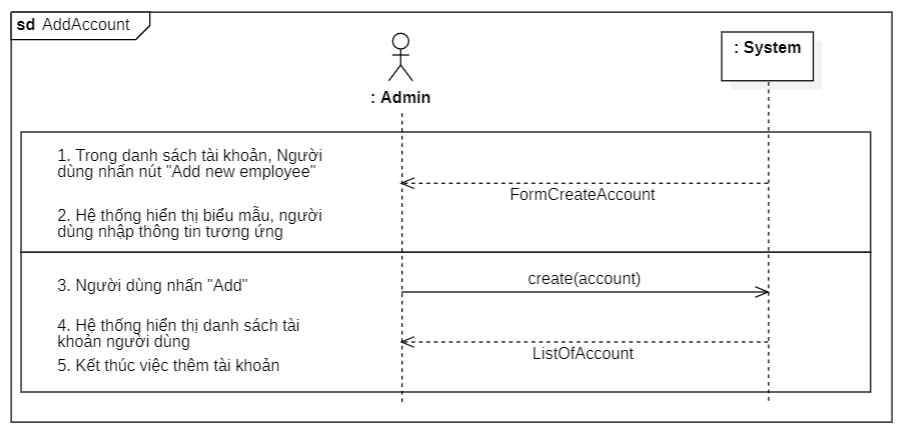 sd AddAccount
: Admin
: System
1. Trong danh sách tài khoản, Người
dùng nhấn nút "Add new employee"
FormCreateAccount
2. Hệ thống hiển thị biểu mẫu, người
dùng nhập thông tin tương ứng
3. Người dùng nhấn "Add"
create(account)
4. Hệ thống hiển thị danh sách tài
khoản người dùng
ListOfAccount
5. Kết thúc việc thêm tài khoản